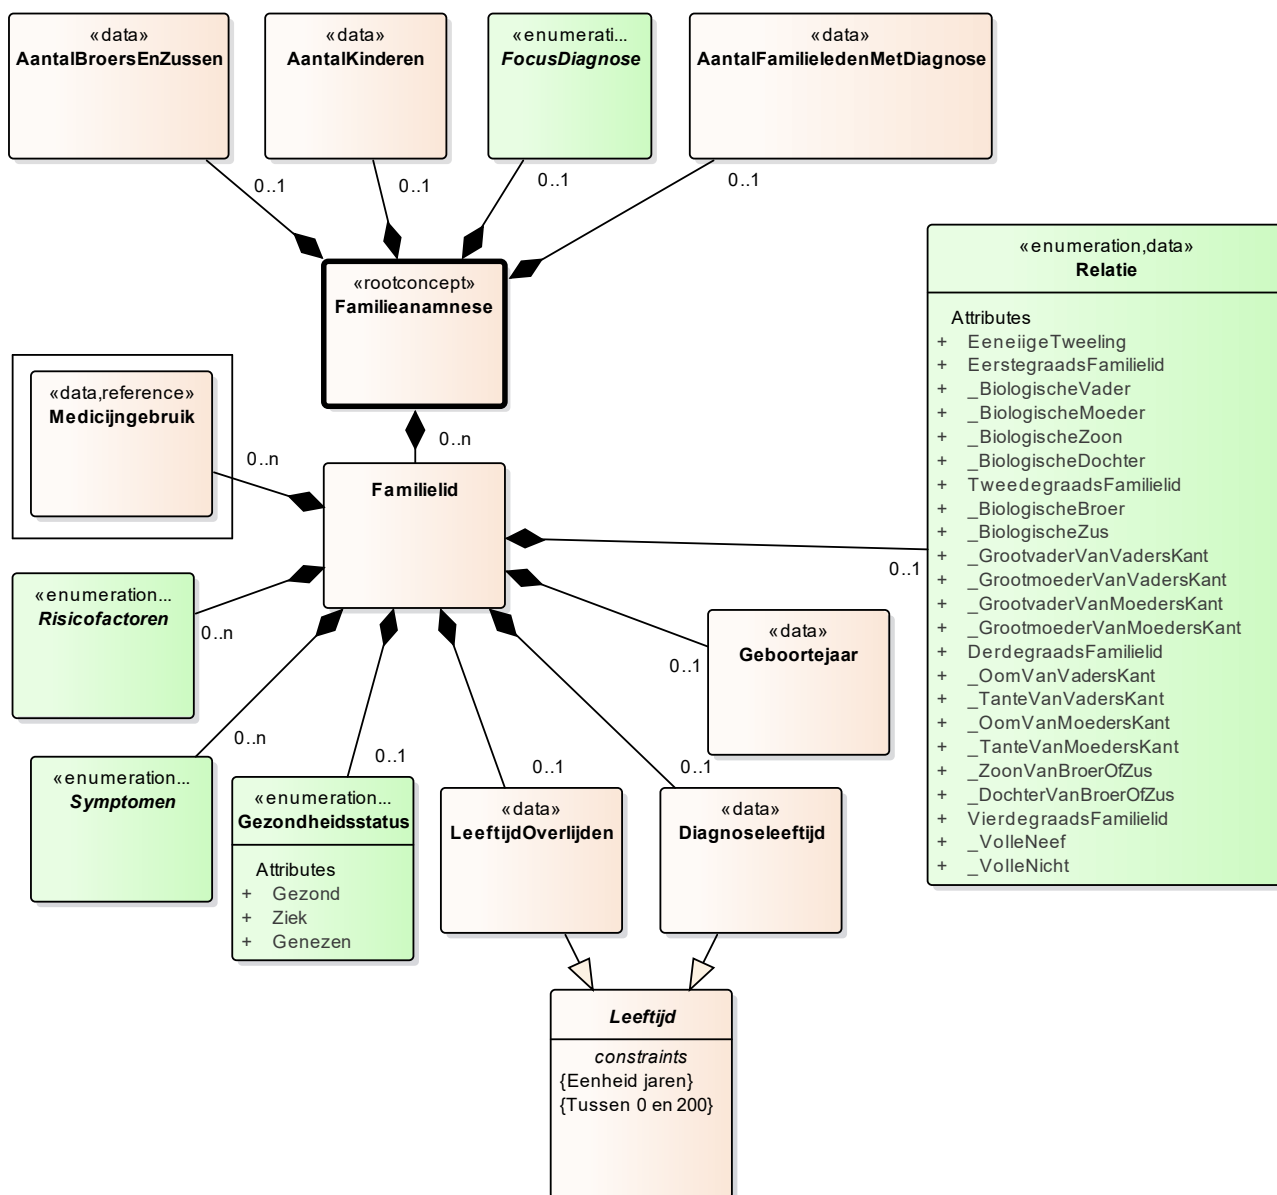 «data»
AantalBroersEnZussen
«data»
AantalKinderen
«enumerati...
FocusDiagnose
«data»
AantalFamilieledenMetDiagnose
0..1
0..1
0..1
0..1
«rootconcept»
Familieanamnese
«enumeration,data»
Relatie
Attributes
+ EeneiigeTweeling
+ EerstegraadsFamilielid
+ _BiologischeVader
+ _BiologischeMoeder
+ _BiologischeZoon
+ _BiologischeDochter
+ TweedegraadsFamilielid
+ _BiologischeBroer
+ _BiologischeZus
+ _GrootvaderVanVadersKant
+ _GrootmoederVanVadersKant
+ _GrootvaderVanMoedersKant
+ _GrootmoederVanMoedersKant
+ DerdegraadsFamilielid
+ _OomVanVadersKant
+ _TanteVanVadersKant
+ _OomVanMoedersKant
+ _TanteVanMoedersKant
+ _ZoonVanBroerOfZus
+ _DochterVanBroerOfZus
+ VierdegraadsFamilielid
+ _VolleNeef
+ _VolleNicht
«data,reference»
Medicijngebruik
0..n
0..n
Familielid
0..1
«enumeration...
Risicofactoren
0..n
«data»
Geboortejaar
0..1
«enumeration...
Symptomen
0..n
«enumeration...
Gezondheidsstatus
Attributes
+ Gezond
+ Ziek
+ Genezen
0..1
«data»
LeeftijdOverlijden
0..1
«data»
Diagnoseleeftijd
0..1
Leeftijd
constraints
{Eenheid jaren}
{Tussen 0 en 200}